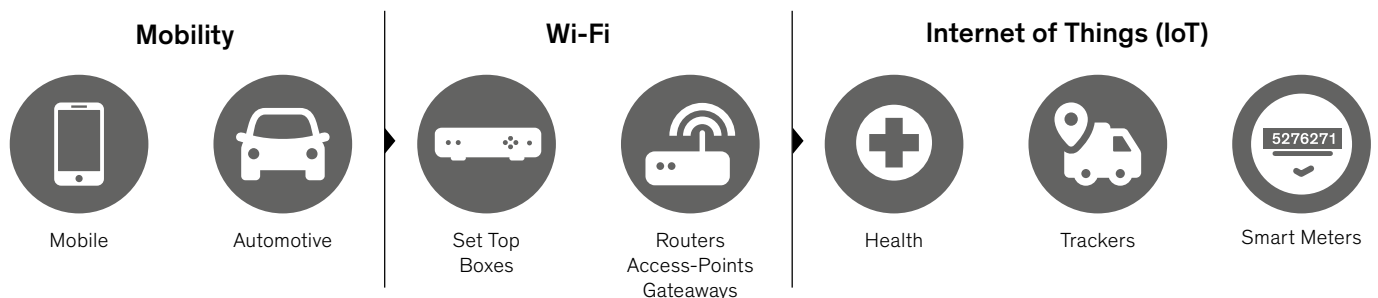 Mobility
Wi-Fi
Internet of Things (IoT)
5276271
Mobile
Automotive
Set Top
Boxes
Routers
Access-Points
Gateaways
Health
Trackers
Smart Meters